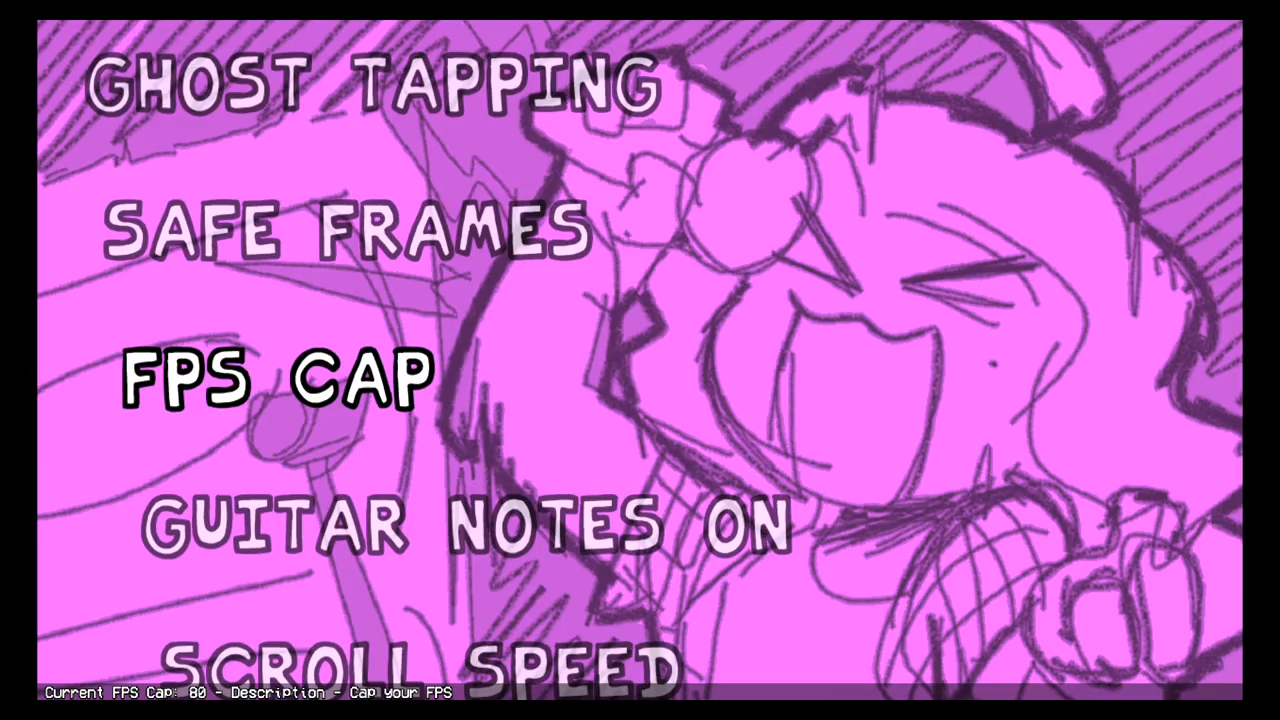 GHOST TAPPING
SAFE FRAMES
FPS CAP
GUITAR NOTES ON
SCROLL SPEED
Current FPS Cap: 80 - Description - Cap your FPS